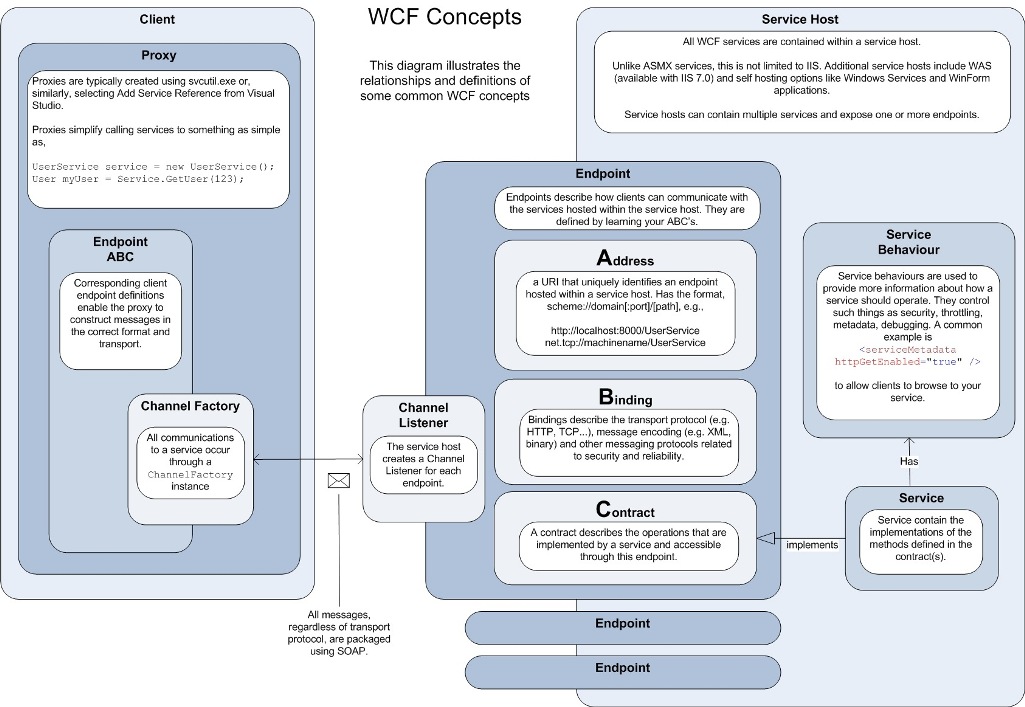 WCF Concepts
This diagram illustrates the
relationships and definitions of
some common WCF concepts
Client
Proxy
Proxies are typically created using svcutil.exe or,
similarly, selecting Add Service Reference from Visual
Studio.
Proxies simplify calling services to something as simple
as,
UserService service = new UserService();
User myUser = Service.GetUser(123);
Endpoint
ABC
Corresponding client
endpoint definitions
enable the proxy to
construct messages in
the correct format and
transport.
Channel Factory
All communications
to a service occur
through a
ChannelFactory
instance
All messages,
regardless of transport
protocol, are packaged
using SOAP.
Channel
Listener
The service host
creates a Channel
Listener for each
endpoint.
Service Host
All WCF services are contained within a service host.
Unlike ASMX services, this is not limited to IIS. Additional service hosts include WAS
(available with IIS 7.0) and self hosting options like Windows Services and WinForm
applications.
Service hosts can contain multiple services and expose one or more endpoints.
Endpoint
Endpoints describe how clients can communicate with
the services hosted within the service host. They are
defined by learning your ABC's.
Address
a URI that uniquely identifies an endpoint
hosted within a service host. Has the format,
scheme://domain[:port]/[path], e.g.,
http://localhost:8000/UserService
net.tcp://machinename/UserService
Binding
Bindings describe the transport protocol (e.g.
HTTP, TCP...), message encoding (e.g. XML,
binary) and other messaging protocols related
to security and reliability.
Contract
A contract describes the operations that are
implemented by a service and accessible
through this endpoint.
Endpoint
Endpoint
Service
Behaviour
Service behaviours are used to
provide more information about how a
service should operate. They control
such things as security, throttling,
metadata, debugging. A common
example is
<serviceMetadata
httpGetEnabled="true" />
to allow clients to browse to your
service.
Has
Service
Service contain the
implementations of the
methods defined in the
contract(s).
implements